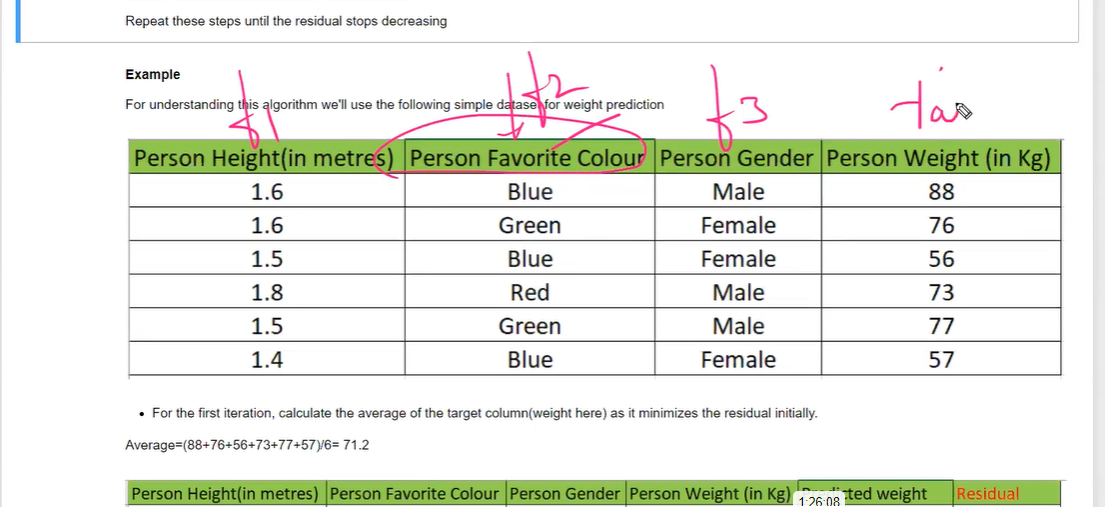 Repeat these steps until the residual stops decreasing
Example
f1 f2 f3 tar
For understanding this algorithm we'll use the following simple dataset for weight prediction
Person Height(in metres) Person Favorite Colour Person Gender Person Weight (in Kg)
1.6 Blue Male 88
1.6 Green Female 76
1.5 Blue Female 56
1.8 Red Male 73
1.5 Green Male 77
1.4 Blue Female 57
• For the first iteration, calculate the average of the target column(weight here) as it minimizes the residual initially.
Average=(88+76+56+73+77+57)/6= 71.2
Person Height(in metres) Person Favorite Colour Person Gender Person Weight (in Kg) Predicted weight Residual
1:26:08